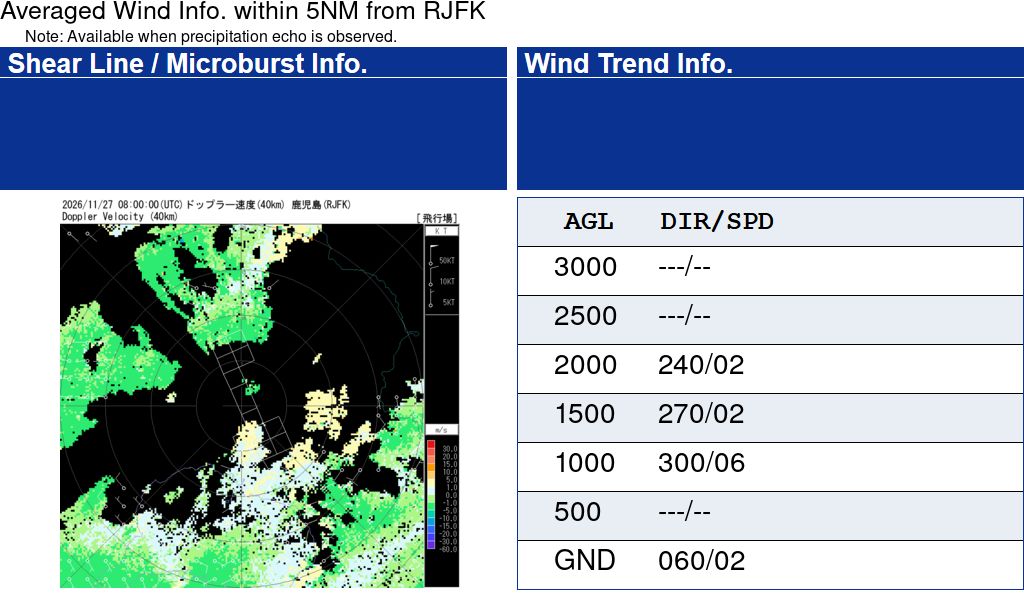 Averaged Wind Info. within 5NM from RJFK
Note: Available when precipitation echo is observed.
Shear Line / Microburst Info.
Wind Trend Info.
2026/11/27 08:00:00(UTC) ドップラー速度(40km) 鹿児島(RJFK)
Doppler Velocity (40km)
[飛行場]
KT
50KT
10KT
5KT
m/s
30.0
20.0
15.0
10.0
5.0
1.0
0.0
-1.0
-5.0
-10.0
-15.0
-20.0
-30.0
-60.0
AGL DIR/SPD
3000 ---/--
2500 ---/--
2000 240/02
1500 270/02
1000 300/06
500 ---/--
GND 060/02